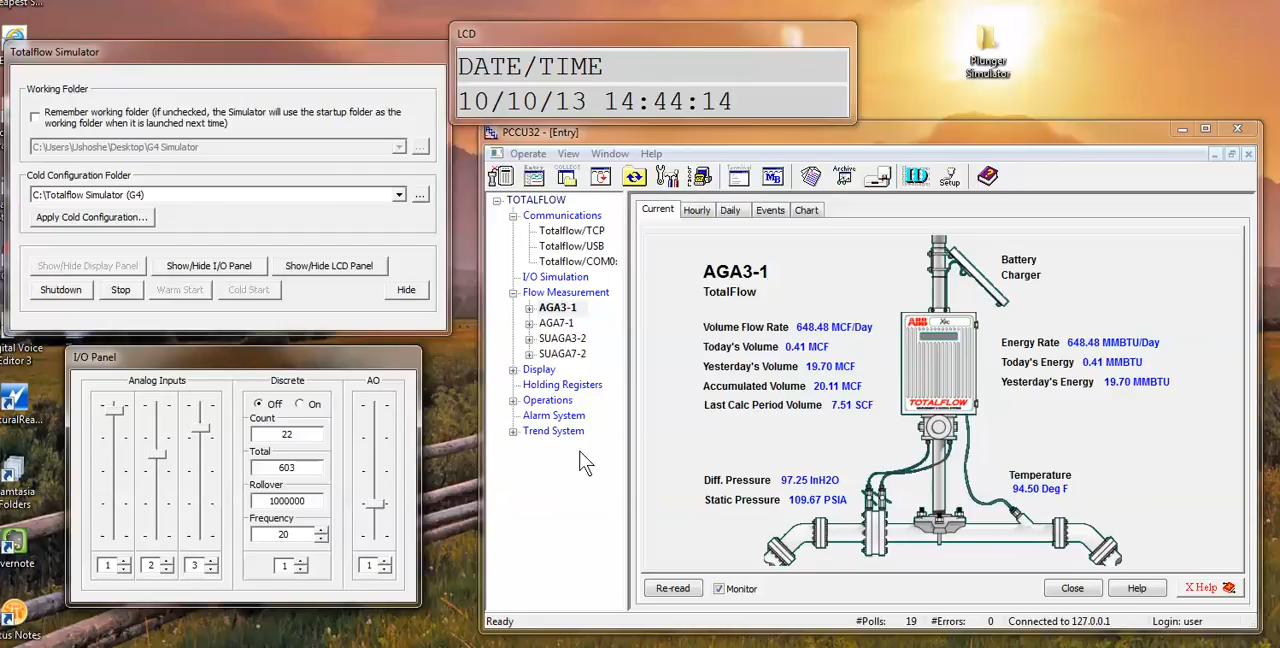 Totalflow Simulator
Working Folder
Remember working folder (if unchecked, the Simulator will use the startup folder as the
working folder when it is launched next time)
C:\Users\Ushoshe\Desktop\G4 Simulator
...
Cold Configuration Folder
C:\Totalflow Simulator (G4)
...
Apply Cold Configuration...
Show/Hide Display Panel
Show/Hide I/O Panel
Show/Hide LCD Panel
Shutdown
Stop
Warm Start
Cold Start
Hide
LCD
DATE/TIME
10/10/13 14:44:14
Plunger
Simulator
I/O Panel
Analog Inputs
Discrete
AO
Off
On
Count
22
Total
603
Rollover
1000000
Frequency
20
1
2
3
1
1
PCCU32 - [Entry]
Operate View Window Help
Entry
COLLECT
Terminal
MB
Archive
ID
Setup
TOTALFLOW
Communications
Totalflow/TCP
Totalflow/USB
Totalflow/COM0:
I/O Simulation
Flow Measurement
AGA3-1
AGA7-1
SUAGA3-2
SUAGA7-2
Display
Holding Registers
Operations
Alarm System
Trend System
Current Hourly Daily Events Chart
AGA3-1
TotalFlow
Volume Flow Rate 648.48 MCF/Day
Today's Volume 0.41 MCF
Yesterday's Volume 19.70 MCF
Accumulated Volume 20.11 MCF
Last Calc Period Volume 7.51 SCF
Battery
Charger
Energy Rate 648.48 MMBTU/Day
Today's Energy 0.41 MMBTU
Yesterday's Energy 19.70 MMBTU
ABB
TOTALFLOW
Diff. Pressure 97.25 InH2O
Static Pressure 109.67 PSIA
Temperature
94.50 Deg F
Re-read
Monitor
Close
Help
X Help
Ready
#Polls: 19 #Errors: 0 Connected to 127.0.0.1 Login: user